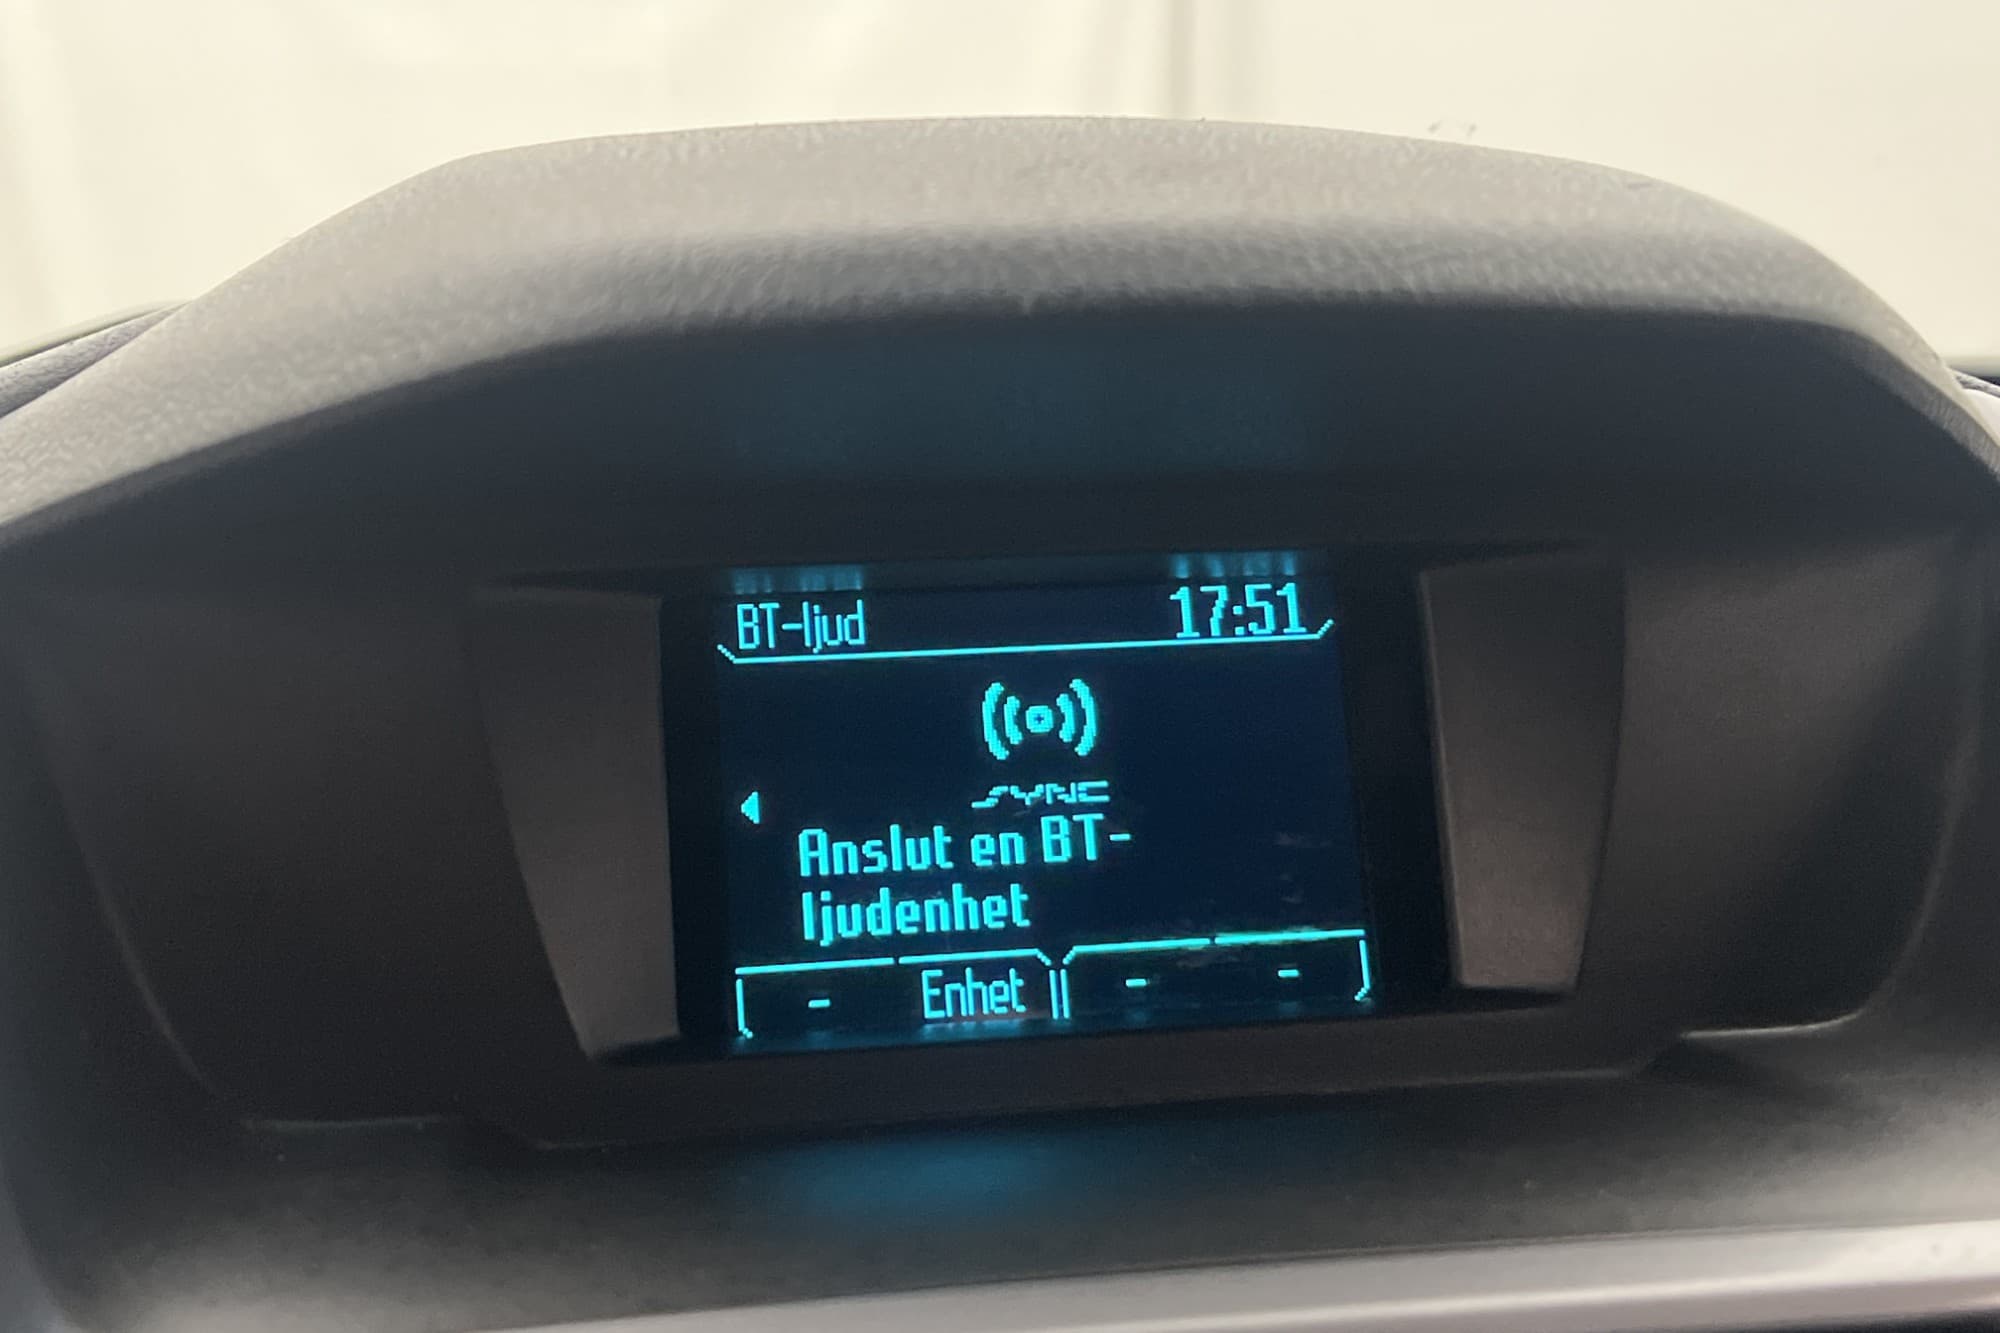 BT-ljud 17:51
SYNC
Anslut en BT-
ljudenhet
- Enhet - -